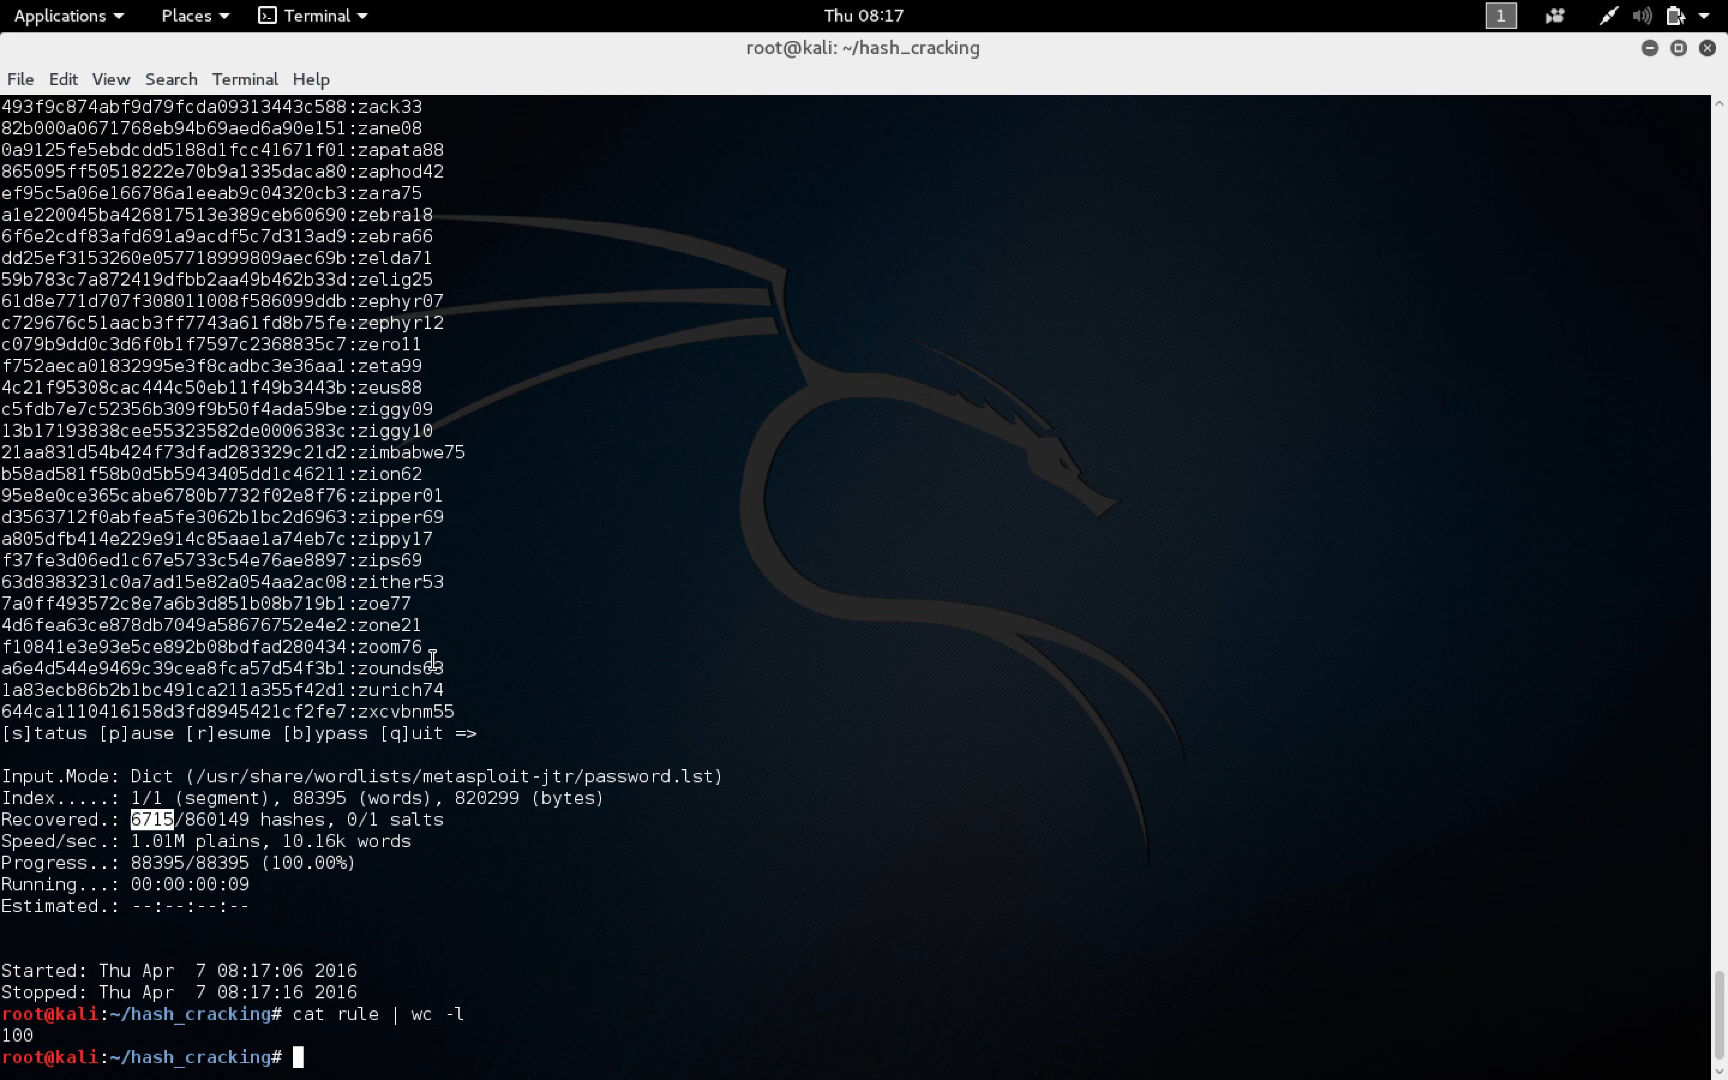 Applications Places Terminal Thu 08:17 1
root@kali: ~/hash_cracking
File Edit View Search Terminal Help
493f9c874abf9d79fcda09313443c588:zack33
82b000a0671768eb94b69aed6a90e151:zane08
0a9125fe5ebdcdd5188d1fcc41671f01:zapata88
865095ff50518222e70b9a1335daca80:zaphod42
ef95c5a06e166786a1eeab9c04320cb3:zara75
a1e220045ba426817513e389ceb60690:zebra18
6f6e2cdf83afd691a9acdf5c7d313ad9:zebra66
dd25ef3153260e057718999809aec69b:zelda71
59b783c7a872419dfbb2aa49b462b33d:zelig25
61d8e771d707f308011008f586099ddb:zephyr07
c729676c51aacb3ff7743a61fd8b75fe:zephyr12
c079b9dd0c3d6f0b1f7597c2368835c7:zero11
f752aeca01832995e3f8cadbc3e36aa1:zeta99
4c21f95308cac444c50eb11f49b3443b:zeus88
c5fdb7e7c52356b309f9b50f4ada59be:ziggy09
13b17193838cee55323582de0006383c:ziggy10
21aa831d54b424f73dfad283329c21d2:zimbabwe75
b58ad581f58b0d5b5943405dd1c46211:zion62
95e8e0ce365cabe6780b7732f02e8f76:zipper01
d3563712f0abfea5fe3062b1bc2d6963:zipper69
a805dfb414e229e914c85aae1a74eb7c:zippy17
f37fe3d06ed1c67e5733c54e76ae8897:zips69
63d8383231c0a7ad15e82a054aa2ac08:zither53
7a0ff493572c8e7a6b3d851b08b719b1:zoe77
4d6fea63ce878db7049a58676752e4e2:zone21
f10841e3e93e5ce892b08bdfad280434:zoom76
a6e4d544e9469c39cea8fca57d54f3b1:zounds63
1a83ecb86b2b1bc491ca211a355f42d1:zurich74
644ca1110416158d3fd8945421cf2fe7:zxcvbnm55
[s]tatus [p]ause [r]esume [b]ypass [q]uit =>
Input.Mode: Dict (/usr/share/wordlists/metasploit-jtr/password.lst)
Index.....: 1/1 (segment), 88395 (words), 820299 (bytes)
Recovered.: 6715/860149 hashes, 0/1 salts
Speed/sec.: 1.01M plains, 10.16k words
Progress..: 88395/88395 (100.00%)
Running...: 00:00:00:09
Estimated.: --:--:--:--
Started: Thu Apr  7 08:17:06 2016
Stopped: Thu Apr  7 08:17:16 2016
root@kali:~/hash_cracking# cat rule | wc -l
100
root@kali:~/hash_cracking#